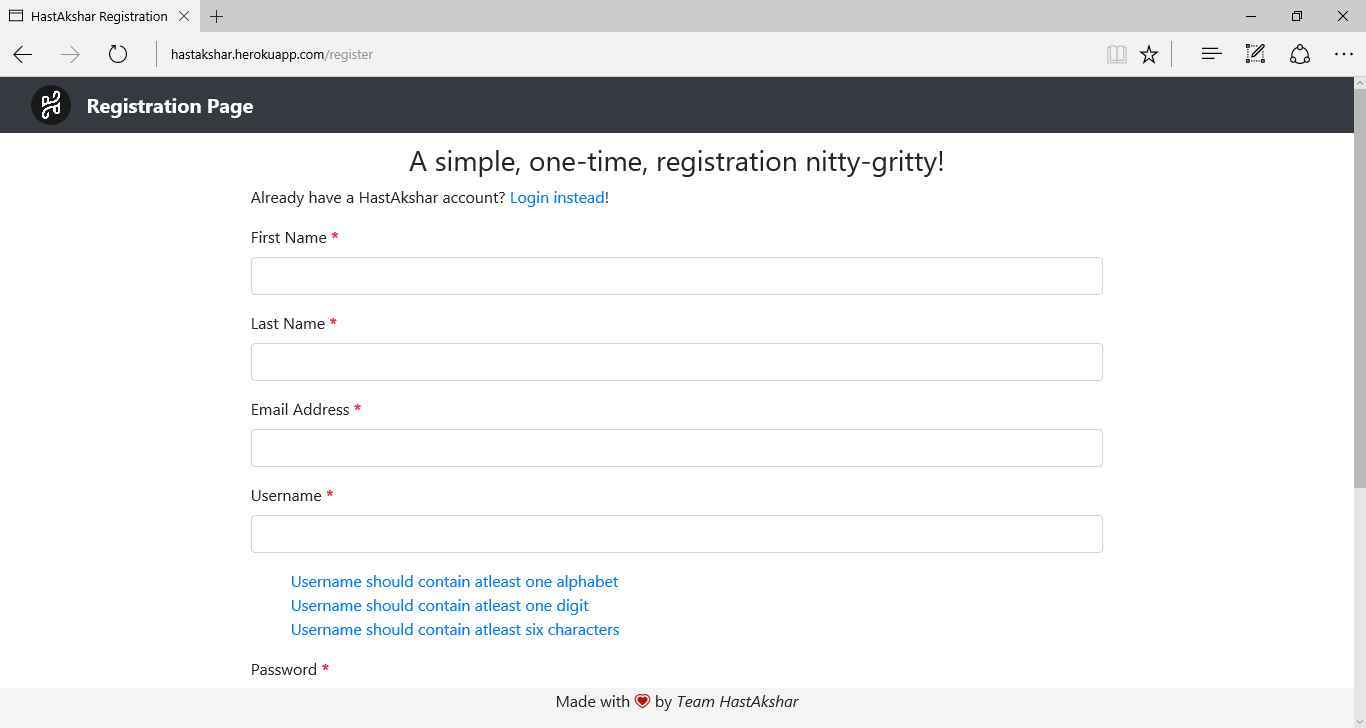 HastAkshar Registration
hastakshar.herokuapp.com/register
Registration Page
A simple, one-time, registration nitty-gritty!
Already have a HastAkshar account? Login instead!
First Name *
Last Name *
Email Address *
Username *
Username should contain atleast one alphabet
Username should contain atleast one digit
Username should contain atleast six characters
Password *
Made with ❤ by Team HastAkshar